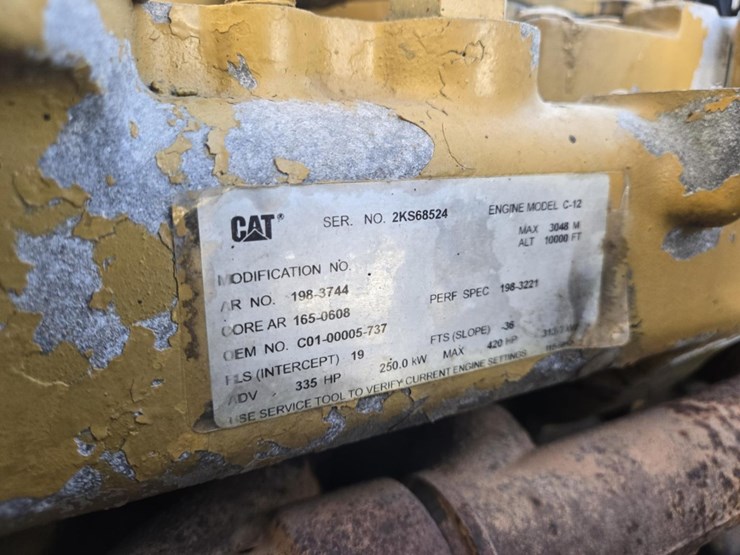 CAT® SER. NO. 2KS68524 ENGINE MODEL C-12
MAX 3048 M
ALT 10000 FT
MODIFICATION NO.
AR NO. 198-3744 PERF SPEC 198-3221
CORE AR 165-0608
OEM NO. C01-00005-737
FLS (INTERCEPT) 19 FTS (SLOPE) -36
ADV 335 HP 250.0 kW MAX 420 HP
USE SERVICE TOOL TO VERIFY CURRENT ENGINE SETTINGS